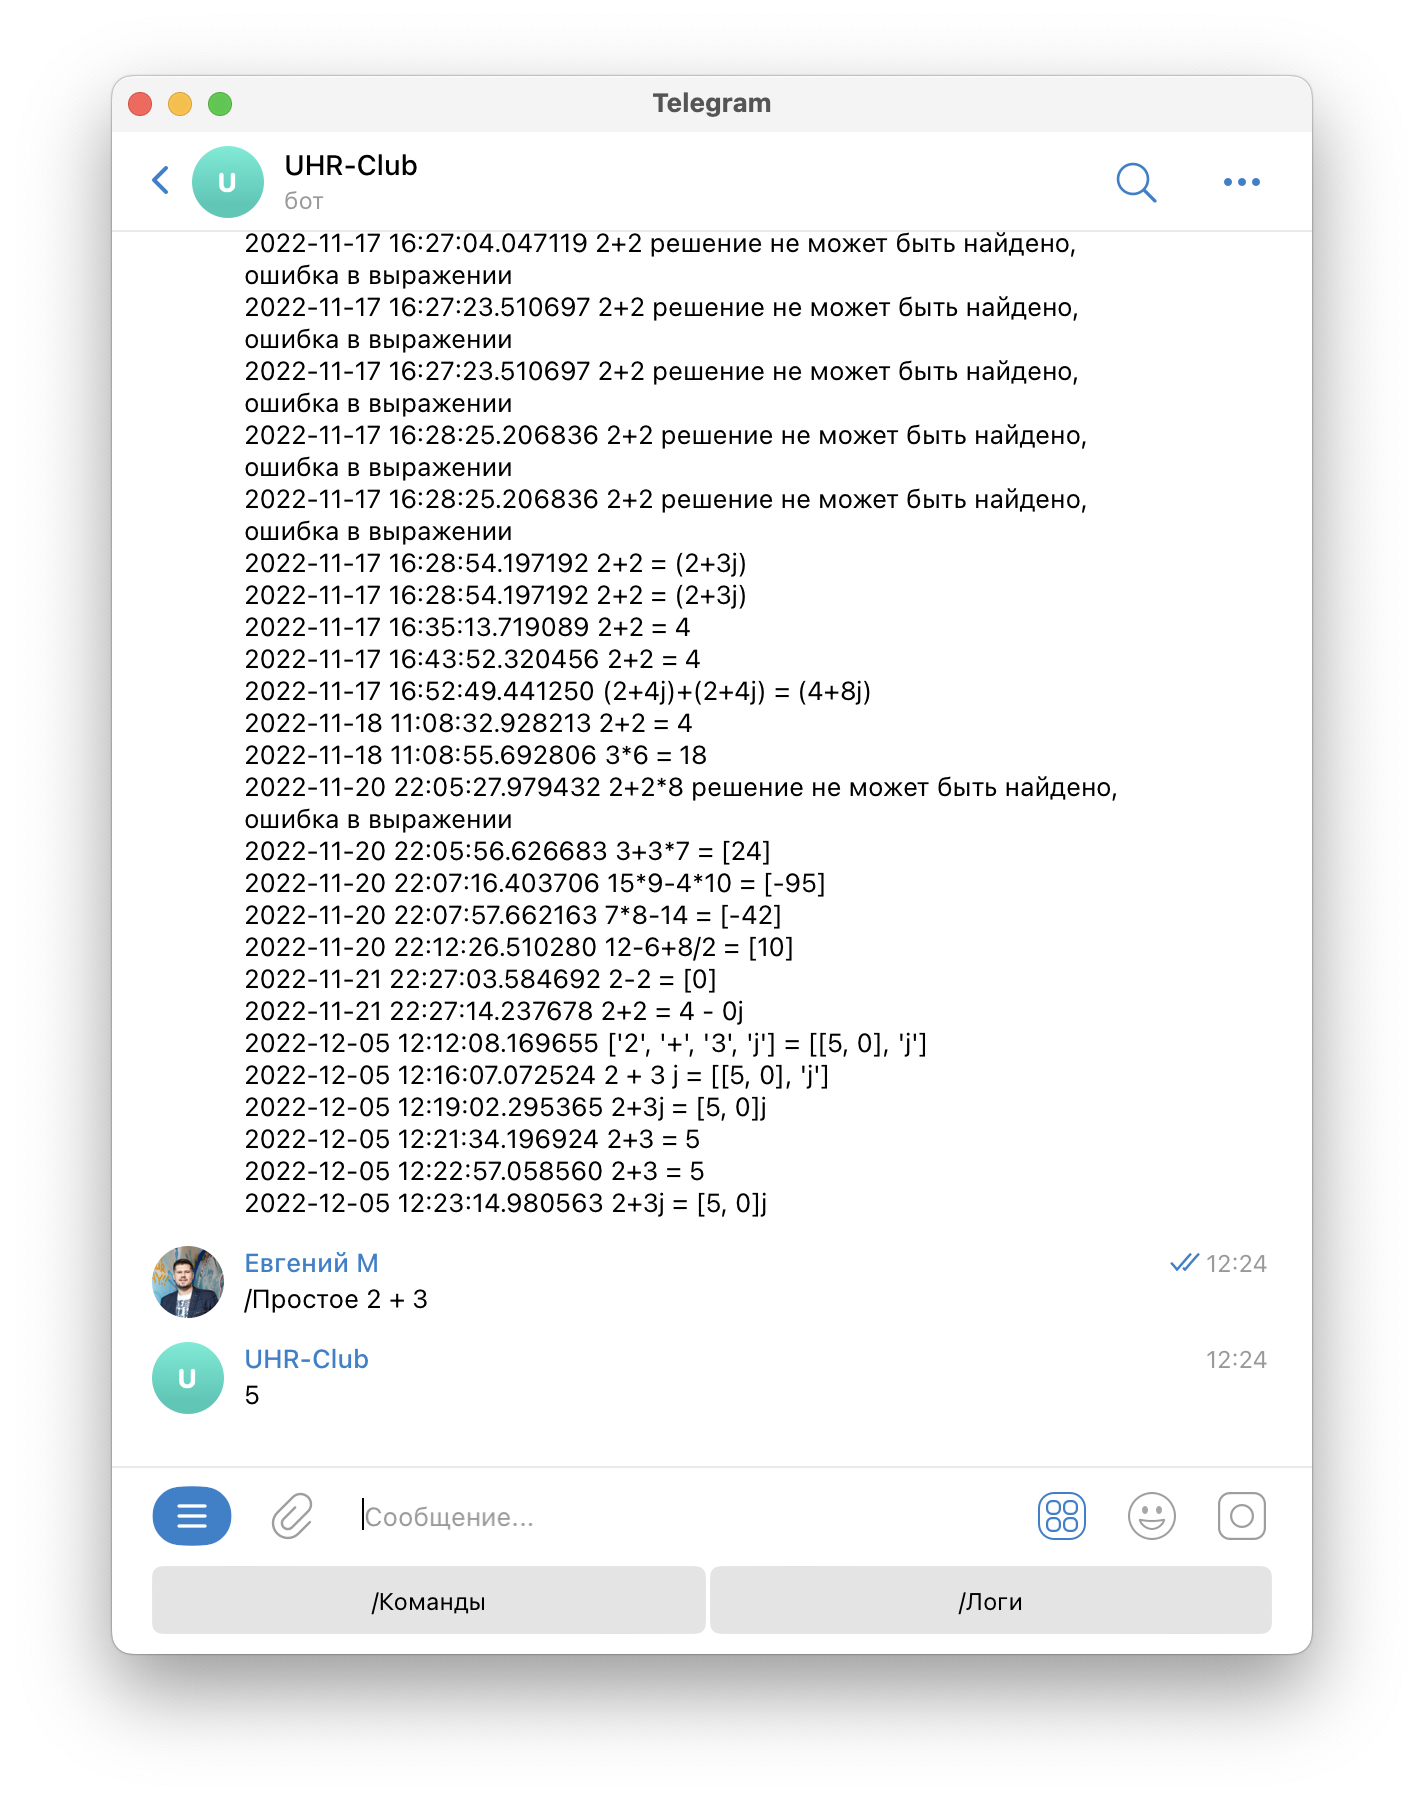 Telegram
U
UHR-Club
бот
2022-11-17 16:27:04.047119 2+2 решение не может быть найдено,
ошибка в выражении
2022-11-17 16:27:23.510697 2+2 решение не может быть найдено,
ошибка в выражении
2022-11-17 16:27:23.510697 2+2 решение не может быть найдено,
ошибка в выражении
2022-11-17 16:28:25.206836 2+2 решение не может быть найдено,
ошибка в выражении
2022-11-17 16:28:25.206836 2+2 решение не может быть найдено,
ошибка в выражении
2022-11-17 16:28:54.197192 2+2 = (2+3j)
2022-11-17 16:28:54.197192 2+2 = (2+3j)
2022-11-17 16:35:13.719089 2+2 = 4
2022-11-17 16:43:52.320456 2+2 = 4
2022-11-17 16:52:49.441250 (2+4j)+(2+4j) = (4+8j)
2022-11-18 11:08:32.928213 2+2 = 4
2022-11-18 11:08:55.692806 3*6 = 18
2022-11-20 22:05:27.979432 2+2*8 решение не может быть найдено,
ошибка в выражении
2022-11-20 22:05:56.626683 3+3*7 = [24]
2022-11-20 22:07:16.403706 15*9-4*10 = [-95]
2022-11-20 22:07:57.662163 7*8-14 = [-42]
2022-11-20 22:12:26.510280 12-6+8/2 = [10]
2022-11-21 22:27:03.584692 2-2 = [0]
2022-11-21 22:27:14.237678 2+2 = 4 - 0j
2022-12-05 12:12:08.169655 ['2', '+', '3', 'j'] = [[5, 0], 'j']
2022-12-05 12:16:07.072524 2 + 3 j = [[5, 0], 'j']
2022-12-05 12:19:02.295365 2+3j = [5, 0]j
2022-12-05 12:21:34.196924 2+3 = 5
2022-12-05 12:22:57.058560 2+3 = 5
2022-12-05 12:23:14.980563 2+3j = [5, 0]j
Евгений М 12:24
/Простое 2 + 3
U
UHR-Club 12:24
5
Сообщение...
/Команды /Логи